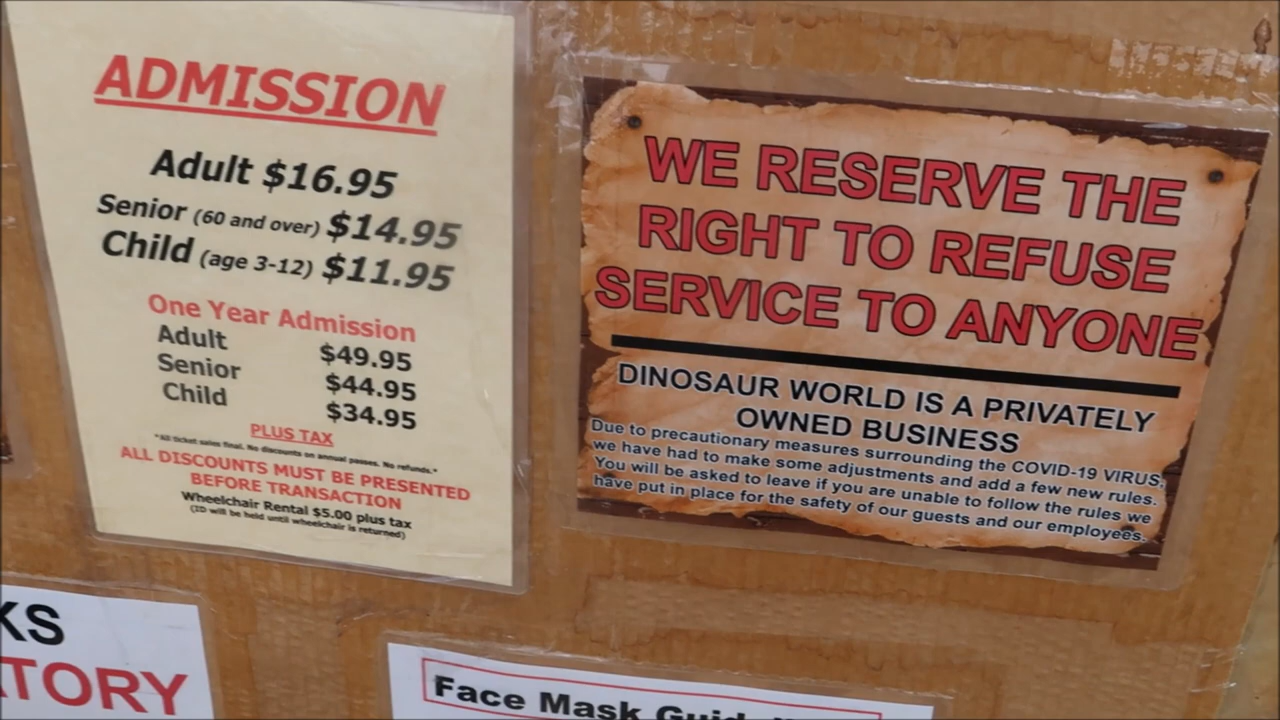 ADMISSION
Adult $16.95
Senior (60 and over) $14.95
Child (age 3-12) $11.95
One Year Admission
Adult $49.95
Senior $44.95
Child $34.95
PLUS TAX
*All ticket sales final. No discounts on annual passes. No refunds.*
ALL DISCOUNTS MUST BE PRESENTED
BEFORE TRANSACTION
Wheelchair Rental $5.00 plus tax
(ID will be held until wheelchair is returned)
WE RESERVE THE
RIGHT TO REFUSE
SERVICE TO ANYONE
DINOSAUR WORLD IS A PRIVATELY
OWNED BUSINESS
Due to precautionary measures surrounding the COVID-19 VIRUS,
we have had to make some adjustments and add a few new rules.
You will be asked to leave if you are unable to follow the rules we
have put in place for the safety of our guests and our employees.
KS
TORY
Face Mask